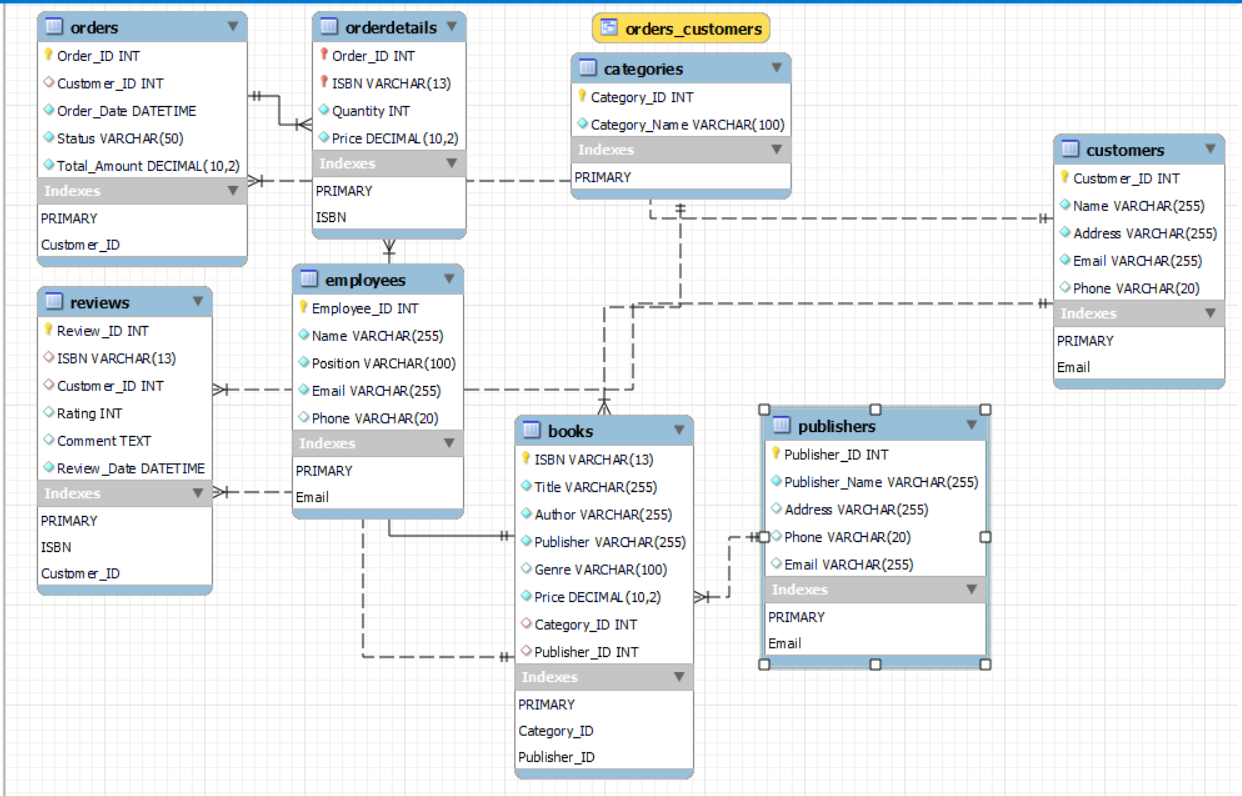 orders
Order_ID INT
Customer_ID INT
Order_Date DATETIME
Status VARCHAR(50)
Total_Amount DECIMAL(10,2)
Indexes
PRIMARY
Customer_ID
orderdetails
Order_ID INT
ISBN VARCHAR(13)
Quantity INT
Price DECIMAL(10,2)
Indexes
PRIMARY
ISBN
orders_customers
categories
Category_ID INT
Category_Name VARCHAR(100)
Indexes
PRIMARY
customers
Customer_ID INT
Name VARCHAR(255)
Address VARCHAR(255)
Email VARCHAR(255)
Phone VARCHAR(20)
Indexes
PRIMARY
Email
reviews
Review_ID INT
ISBN VARCHAR(13)
Customer_ID INT
Rating INT
Comment TEXT
Review_Date DATETIME
Indexes
PRIMARY
ISBN
Customer_ID
employees
Employee_ID INT
Name VARCHAR(255)
Position VARCHAR(100)
Email VARCHAR(255)
Phone VARCHAR(20)
Indexes
PRIMARY
Email
books
ISBN VARCHAR(13)
Title VARCHAR(255)
Author VARCHAR(255)
Publisher VARCHAR(255)
Genre VARCHAR(100)
Price DECIMAL(10,2)
Category_ID INT
Publisher_ID INT
Indexes
PRIMARY
Category_ID
Publisher_ID
publishers
Publisher_ID INT
Publisher_Name VARCHAR(255)
Address VARCHAR(255)
Phone VARCHAR(20)
Email VARCHAR(255)
Indexes
PRIMARY
Email